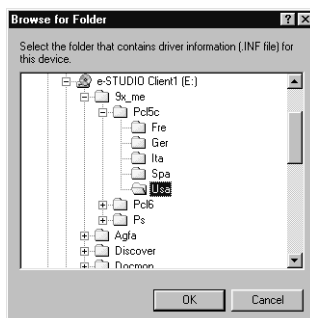 Browse for Folder
Select the folder that contains driver information (.INF file) for
this device.
e-STUDIO Client1 (E:)
9x_me
Pcl5c
Fre
Ger
Ita
Spa
Usa
Pcl6
Ps
Agfa
Discover
Docmon
OK
Cancel